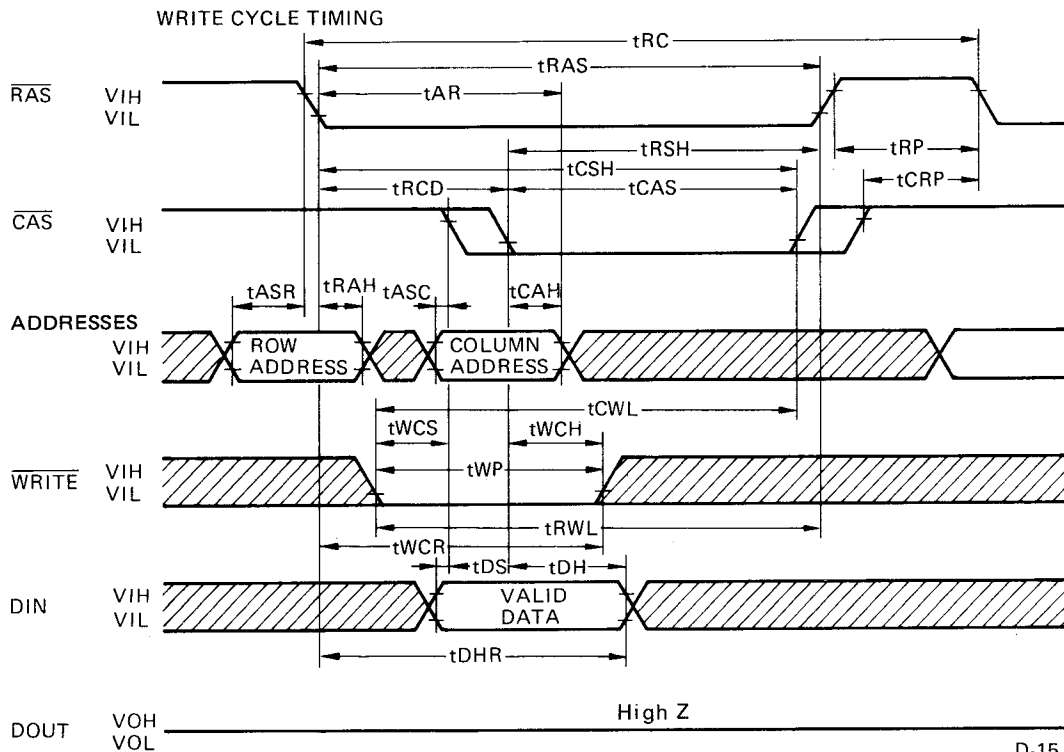 WRITE CYCLE TIMING
tRC
tRAS
tAR
RAS VIH
VIL
tRSH
tRP
tCSH
tRCD tCAS
tCRP
CAS VIH
VIL
tASR tRAH tASC tCAH
ADDRESSES
VIH
VIL
ROW
ADDRESS
COLUMN
ADDRESS
tCWL
tWCS tWCH
WRITE VIH
VIL
tWP
tRWL
tWCR
tDS tDH
DIN VIH
VIL
VALID
DATA
tDHR
High Z
DOUT VOH
VOL
D-16